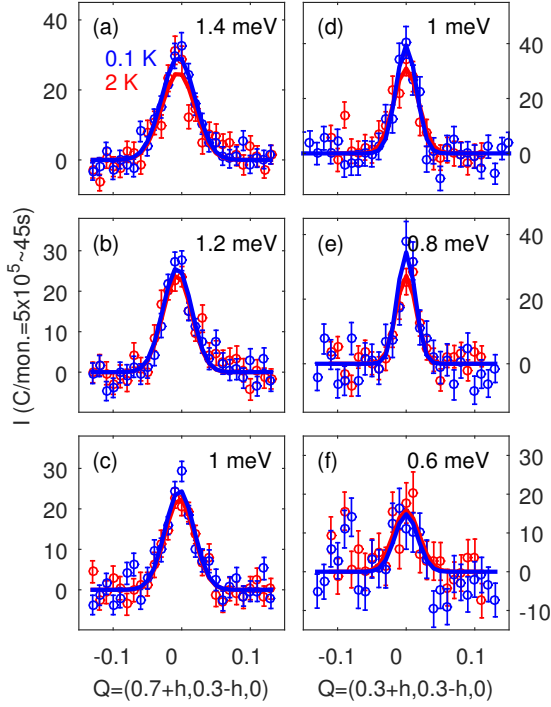 (a) 1.4 meV
0.1 K
2 K
40
20
0
(d) 1 meV
40
20
0
I (C/mon.=5x10^5~45s)
(b) 1.2 meV
30
20
10
0
(e) 0.8 meV
40
20
0
(c) 1 meV
30
20
10
0
-0.1 0 0.1
Q=(0.7+h,0.3-h,0)
(f) 0.6 meV
30
20
10
0
-10
-0.1 0 0.1
Q=(0.3+h,0.3-h,0)